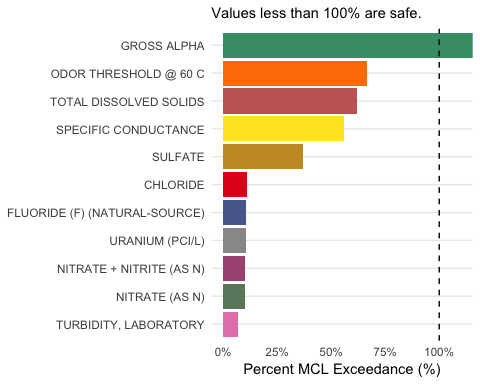 Values less than 100% are safe.
GROSS ALPHA
ODOR THRESHOLD @ 60 C
TOTAL DISSOLVED SOLIDS
SPECIFIC CONDUCTANCE
SULFATE
CHLORIDE
FLUORIDE (F) (NATURAL-SOURCE)
URANIUM (PCI/L)
NITRATE + NITRITE (AS N)
NITRATE (AS N)
TURBIDITY, LABORATORY
0% 25% 50% 75% 100%
Percent MCL Exceedance (%)